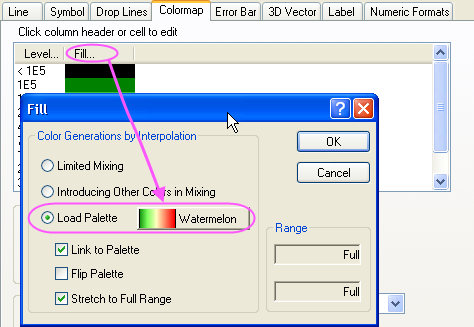 Line Symbol Drop Lines Colormap Error Bar 3D Vector Label Numeric Formats
Click column header or cell to edit
Level... Fill...
< 1E5
1E5
Fill
Color Generations by Interpolation
OK
Limited Mixing
Cancel
Introducing Other Colors in Mixing
Load Palette Watermelon
Range
Link to Palette
Full
Flip Palette
Stretch to Full Range
Full